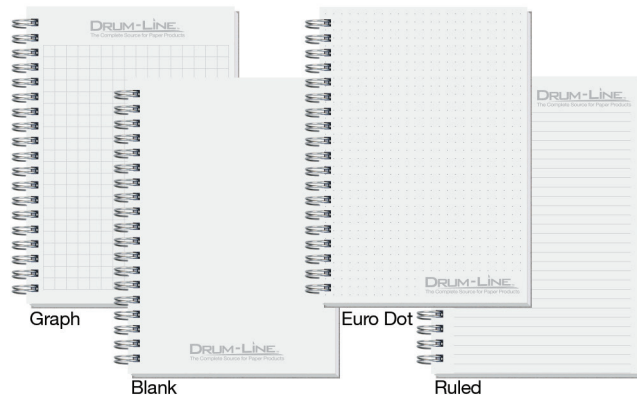 DRUM-LINE
The Complete Source for Paper Products
Graph
DRUM-LINE
The Complete Source for Paper Products
Blank
DRUM-LINE
The Complete Source for Paper Products
Euro Dot
DRUM-LINE
The Complete Source for Paper Products
Ruled